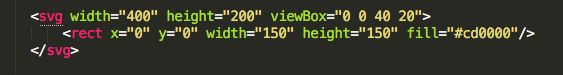 <svg width="400" height="200" viewBox="0 0 40 20">
<rect x="0" y="0" width="150" height="150" fill="#cd0000"/>
</svg>